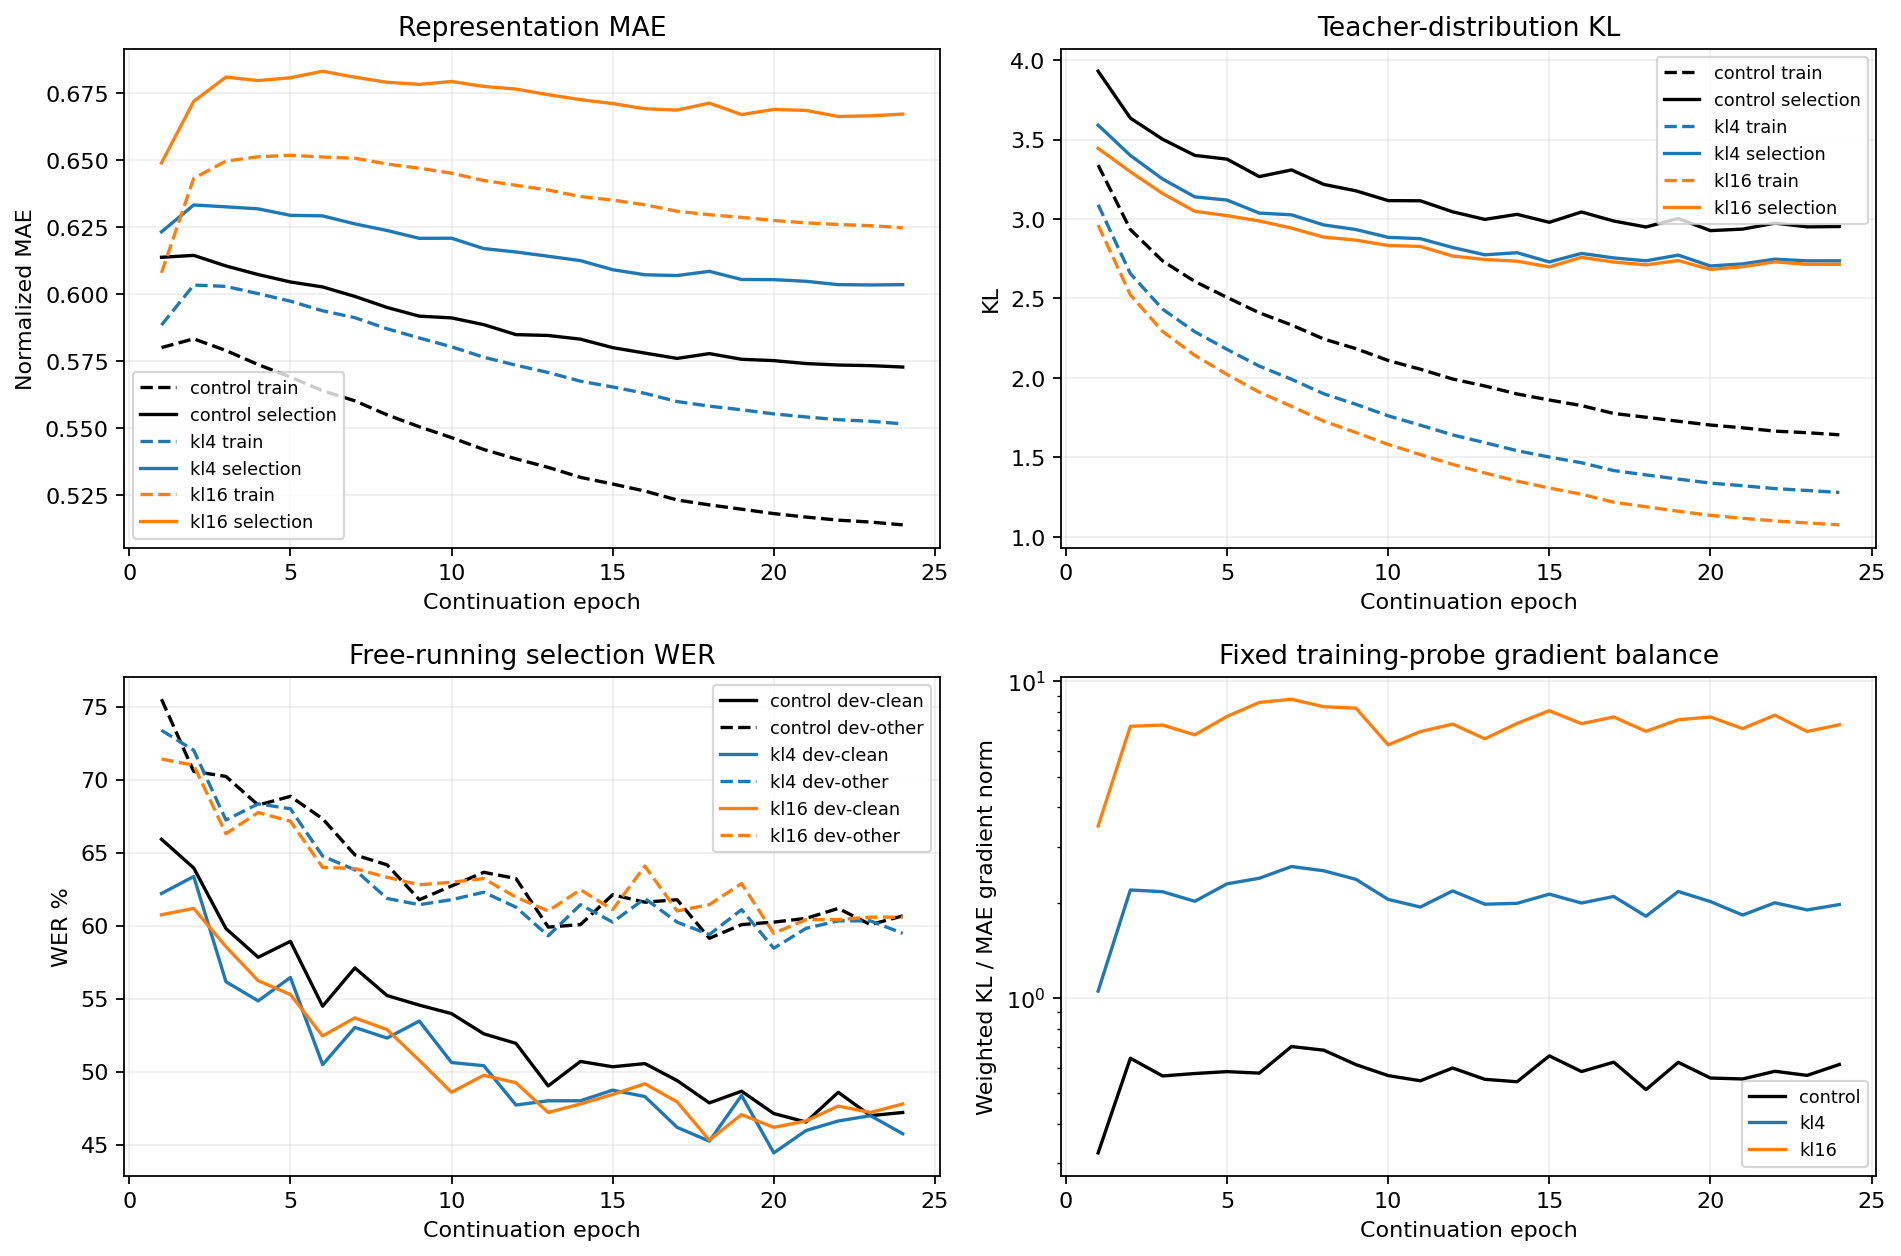 Representation MAE
Normalized MAE
0.675
0.650
0.625
0.600
0.575
0.550
0.525
control train
control selection
kl4 train
kl4 selection
kl16 train
kl16 selection
0 5 10 15 20 25
Continuation epoch
Teacher-distribution KL
KL
4.0
3.5
3.0
2.5
2.0
1.5
1.0
control train
control selection
kl4 train
kl4 selection
kl16 train
kl16 selection
0 5 10 15 20 25
Continuation epoch
Free-running selection WER
WER %
75
70
65
60
55
50
45
control dev-clean
control dev-other
kl4 dev-clean
kl4 dev-other
kl16 dev-clean
kl16 dev-other
0 5 10 15 20 25
Continuation epoch
Fixed training-probe gradient balance
Weighted KL / MAE gradient norm
10¹
10⁰
control
kl4
kl16
0 5 10 15 20 25
Continuation epoch